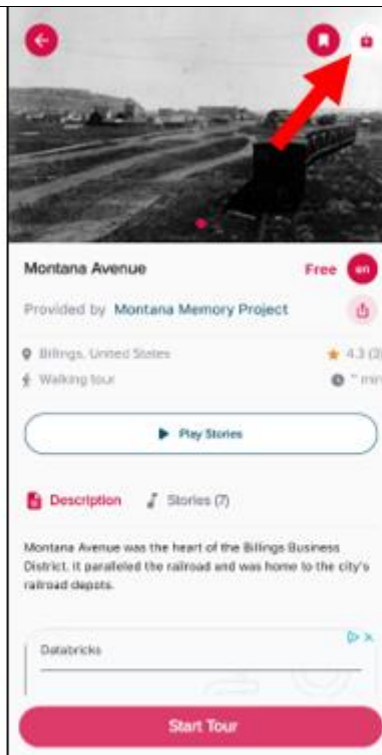 Montana Avenue
Free en
Provided by Montana Memory Project
Billings, United States
4.3 (3)
Walking tour
min
Play Stories
Description
Stories (7)
Montana Avenue was the heart of the Billings Business
District. It paralleled the railroad and was home to the city's
railroad depots.
Databricks
Start Tour